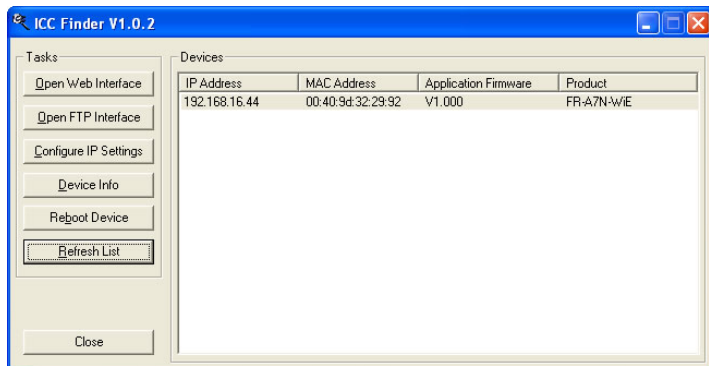 ICC Finder V1.0.2
Tasks
Open Web Interface
Open FTP Interface
Configure IP Settings
Device Info
Reboot Device
Refresh List
Close
Devices
IP Address MAC Address Application Firmware Product
192.168.16.44 00:40:9d:32:29:92 V1.000 FR-A7N-WiE